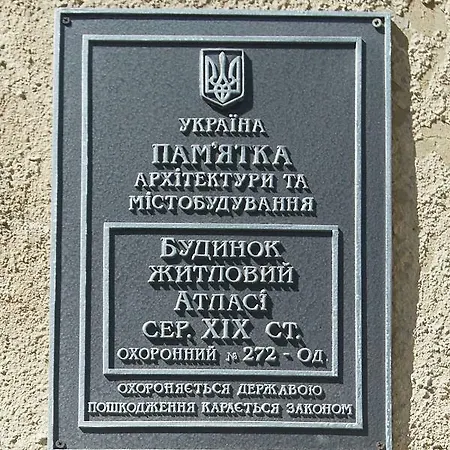 УКРАЇНА
ПАМ'ЯТКА
АРХІТЕКТУРИ ТА
МІСТОБУДУВАННЯ
БУДИНОК
ЖИТЛОВИЙ
АТЛАСІ
СЕР. XIX СТ.
ОХОРОННИЙ № 272 - Од.
ОХОРОНЯЄТЬСЯ ДЕРЖАВОЮ
ПОШКОДЖЕННЯ КАРАЄТЬСЯ ЗАКОНОМ